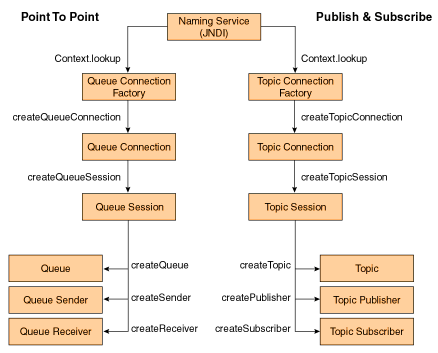 Point To Point
Publish & Subscribe
Naming Service
(JNDI)
Context.lookup
Context.lookup
Queue Connection
Factory
Topic Connection
Factory
createQueueConnection
createTopicConnection
Queue Connection
Topic Connection
createQueueSession
createTopicSession
Queue Session
Topic Session
Queue
createQueue
createTopic
Topic
Queue Sender
createSender
createPublisher
Topic Publisher
Queue Receiver
createReceiver
createSubscriber
Topic Subscriber